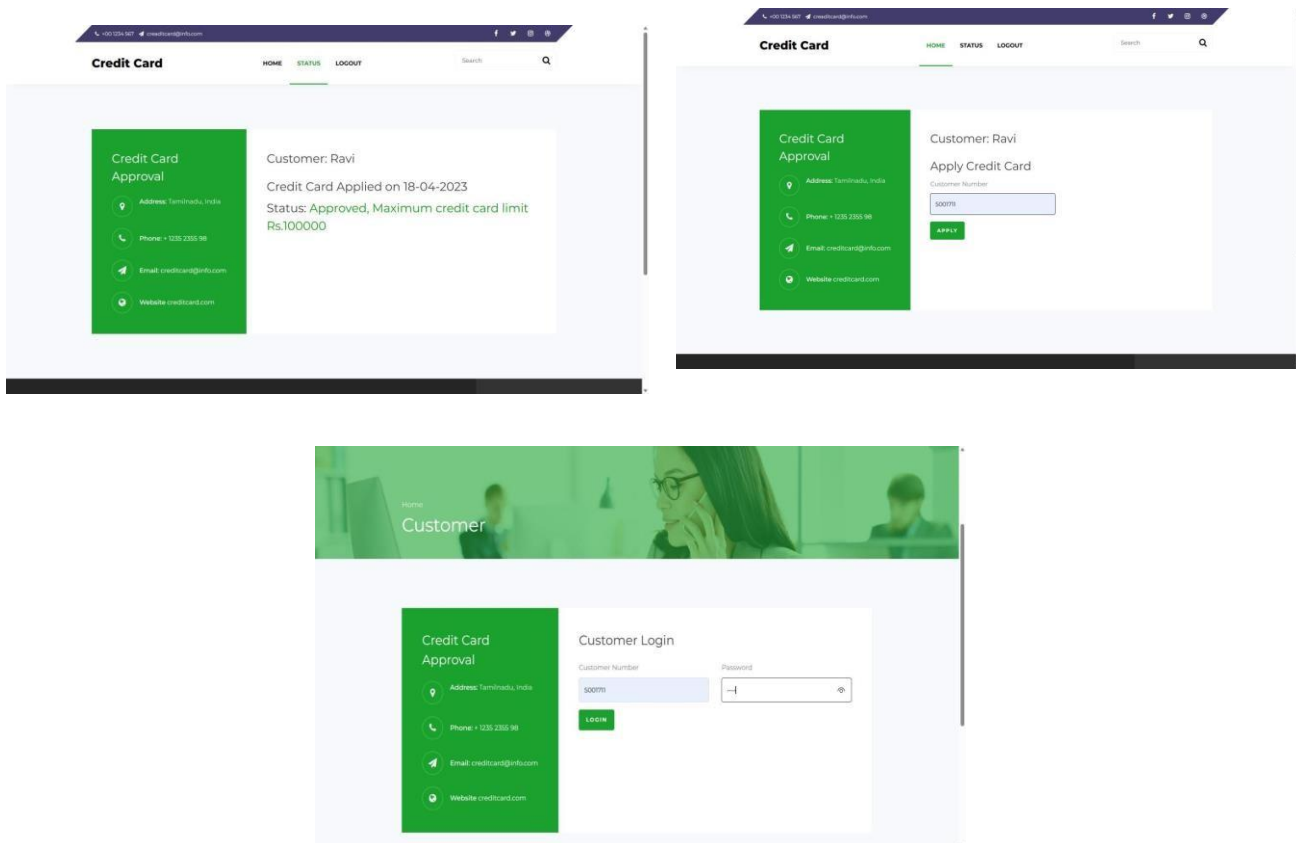 +00 1234 567 creaditcard@info.com
Credit Card
HOME STATUS LOGOUT
Search
Credit Card
Approval
Address: Tamilnadu, India
Phone: + 1235 2355 98
Email: creditcard@info.com
Website creditcard.com
Customer: Ravi
Credit Card Applied on 18-04-2023
Status: Approved, Maximum credit card limit
Rs.100000
+00 1234 567 creaditcard@info.com
Credit Card
HOME STATUS LOGOUT
Search
Credit Card
Approval
Address: Tamilnadu, India
Phone: + 1235 2355 98
Email: creditcard@info.com
Website creditcard.com
Customer: Ravi
Apply Credit Card
Customer Number
APPLY
Home
Customer
Credit Card
Approval
Address: Tamilnadu, India
Phone: + 1235 2355 98
Email: creditcard@info.com
Website creditcard.com
Customer Login
Customer Number Password
LOGIN